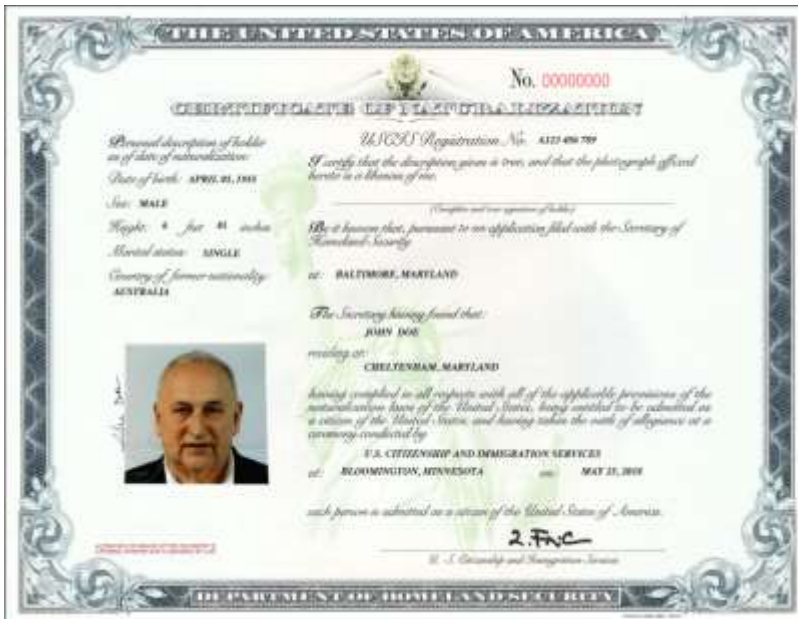 THE UNITED STATES OF AMERICA
No. 00000000
CERTIFICATE OF NATURALIZATION
Personal description of holder
as of date of naturalization:
Date of birth: APRIL 01,
Sex: MALE
Height: 6 feet 01 inches
Marital status: SINGLE
Country of former nationality:
AUSTRALIA
USCIS Registration No. A123 456 789
I certify that the description given is true, and that the photograph affixed
hereto is a likeness of me.
(Complete and true signature of holder)
Be it known that, pursuant to an application filed with the Secretary of
Homeland Security
at: BALTIMORE, MARYLAND
The Secretary having found that:
JOHN DOE
residing at:
CHELTENHAM, MARYLAND
having complied in all respects with all of the applicable provisions of the
naturalization laws of the United States, being entitled to be admitted as
a citizen of the United States, and having taken the oath of allegiance at a
ceremony conducted by
U.S. CITIZENSHIP AND IMMIGRATION SERVICES
at: BLOOMINGTON, MINNESOTA on: MAY 25, 2010
such person is admitted as a citizen of the United States of America.
U. S. Citizenship and Immigration Services
DEPARTMENT OF HOMELAND SECURITY